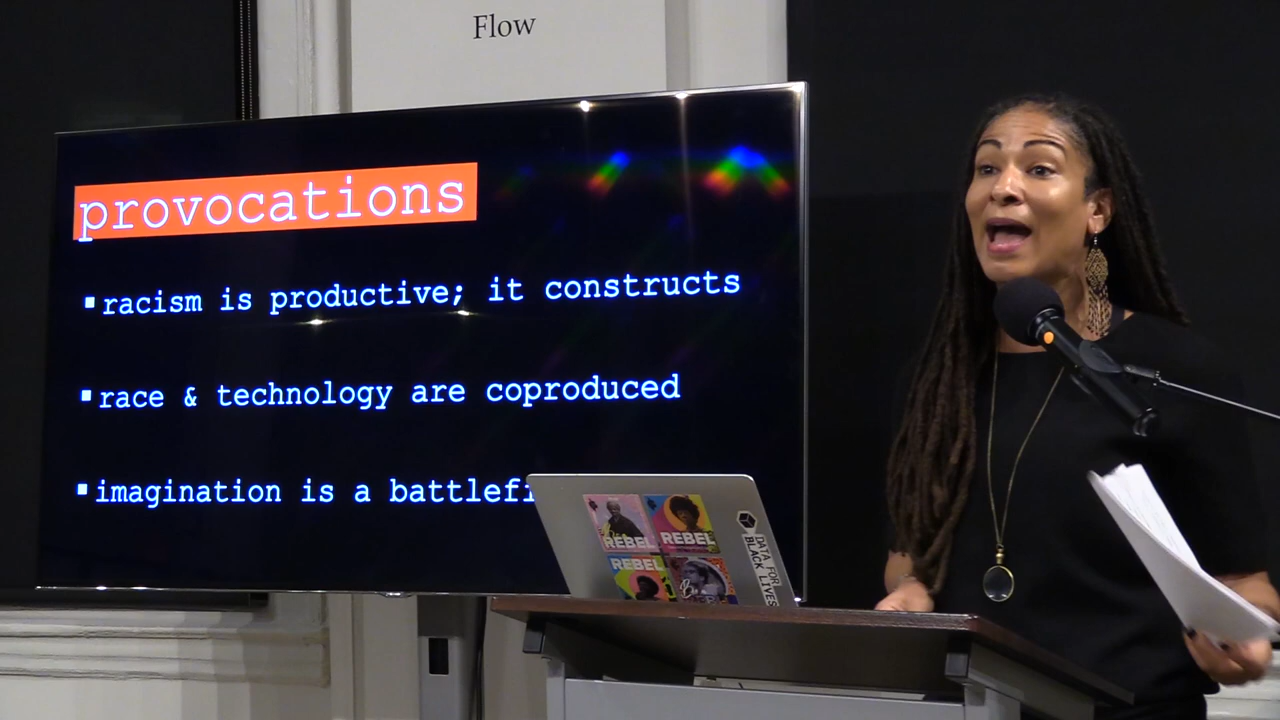 Flow
provocations
▪racism is productive; it constructs
▪race & technology are coproduced
▪imagination is a battlefi
REBEL
REBEL
REBEL
DATA FOR
BLACK LIVES